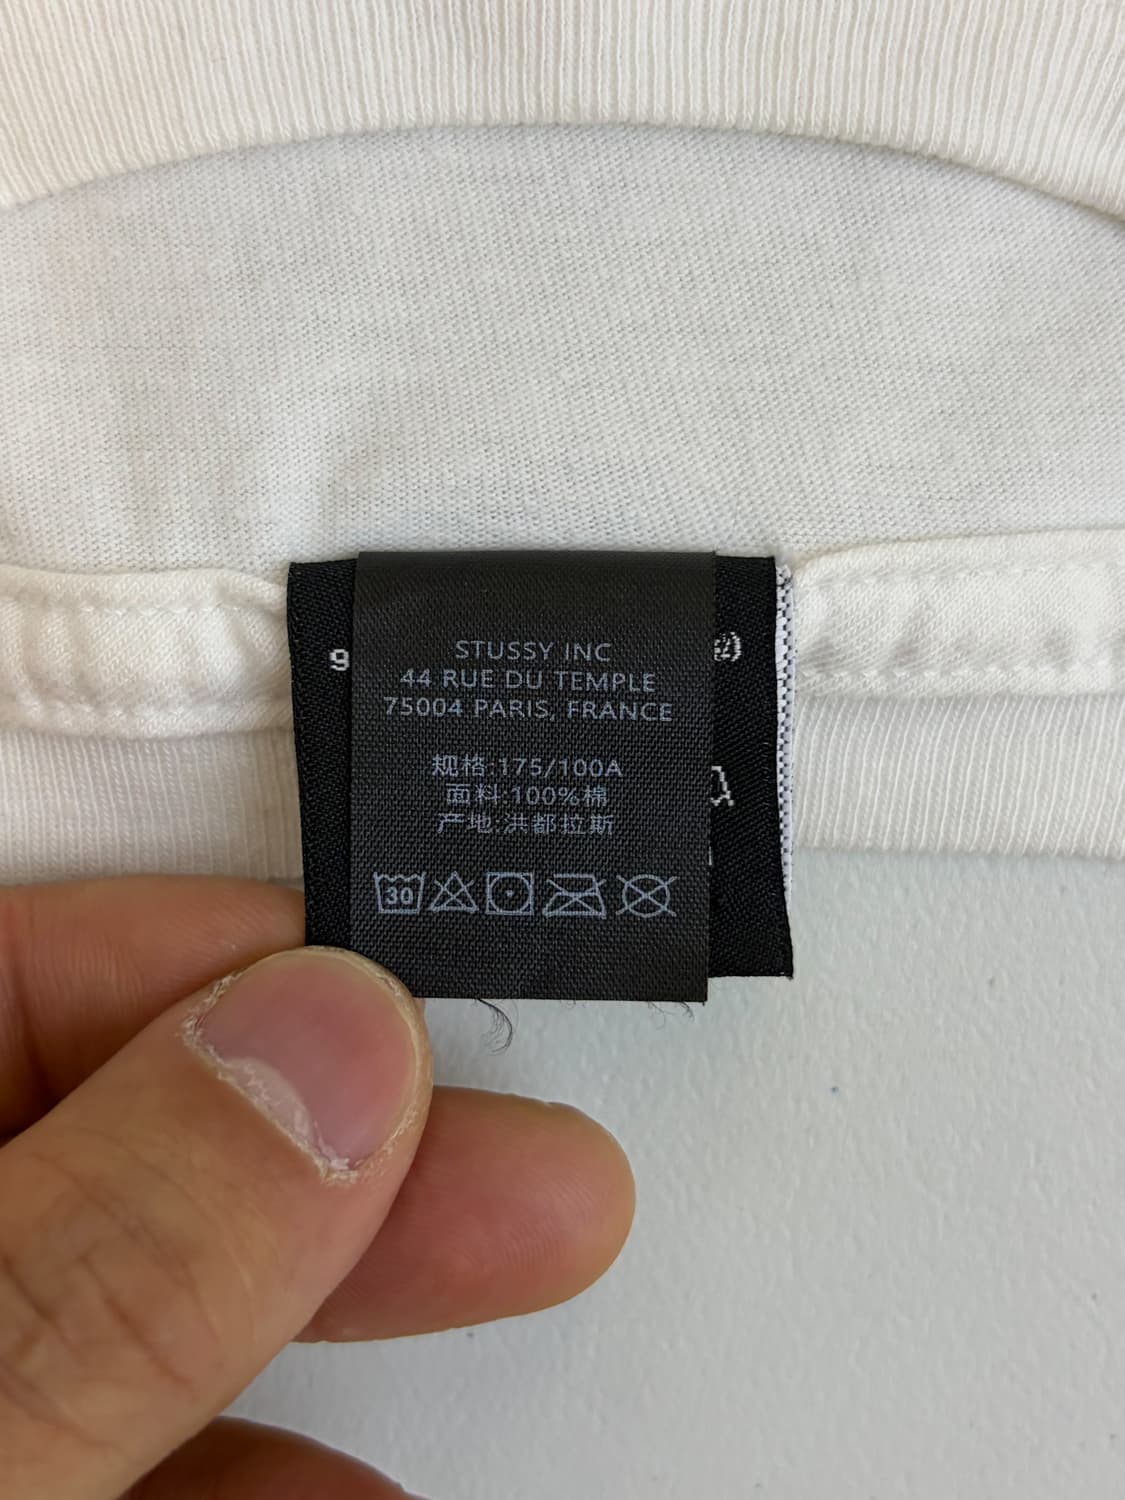 STUSSY INC
44 RUE DU TEMPLE
75004 PARIS, FRANCE
规格:175/100A
面料:100%棉
产地:洪都拉斯
30
9